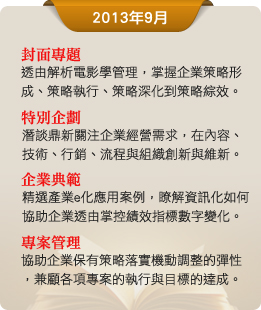 2013年9月
封面專題
透由解析電影學管理，掌握企業策略形
成、策略執行、策略深化到策略綜效。
特別企劃
潛談鼎新關注企業經營需求，在內容、
技術、行銷、流程與組織創新與維新。
企業典範
精選產業e化應用案例，瞭解資訊化如何
協助企業透由掌控績效指標數字變化。
專案管理
協助企業保有策略落實機動調整的彈性
，兼顧各項專案的執行與目標的達成。